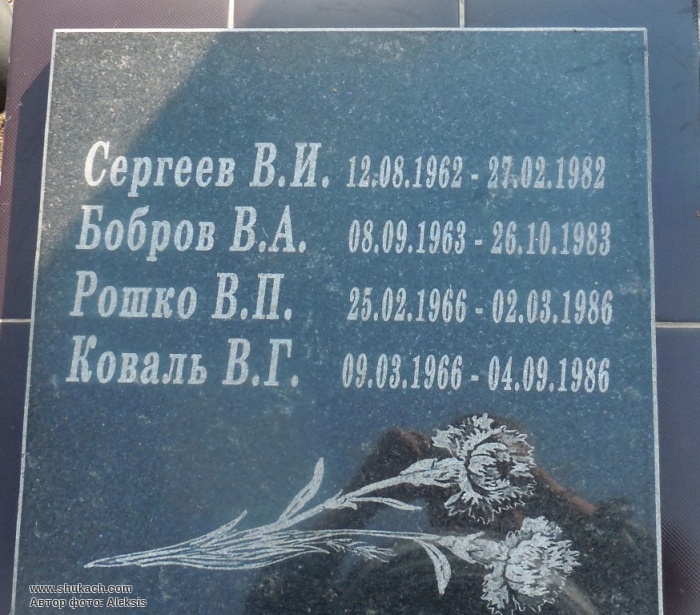 Сергеев В.И. 12.08.1962 - 27.02.1982
Бобров В.А. 08.09.1963 - 26.10.1983
Рошко В.П. 25.02.1966 - 02.03.1986
Коваль В.Г. 09.03.1966 - 04.09.1986
www.shukach.com
Автор фото: Aleksis